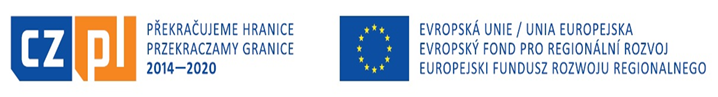 cz pl
PŘEKRAČUJEME HRANICE
PRZEKRACZAMY GRANICE
2014—2020
EVROPSKÁ UNIE / UNIA EUROPEJSKA
EVROPSKÝ FOND PRO REGIONÁLNÍ ROZVOJ
EUROPEJSKI FUNDUSZ ROZWOJU REGIONALNEGO